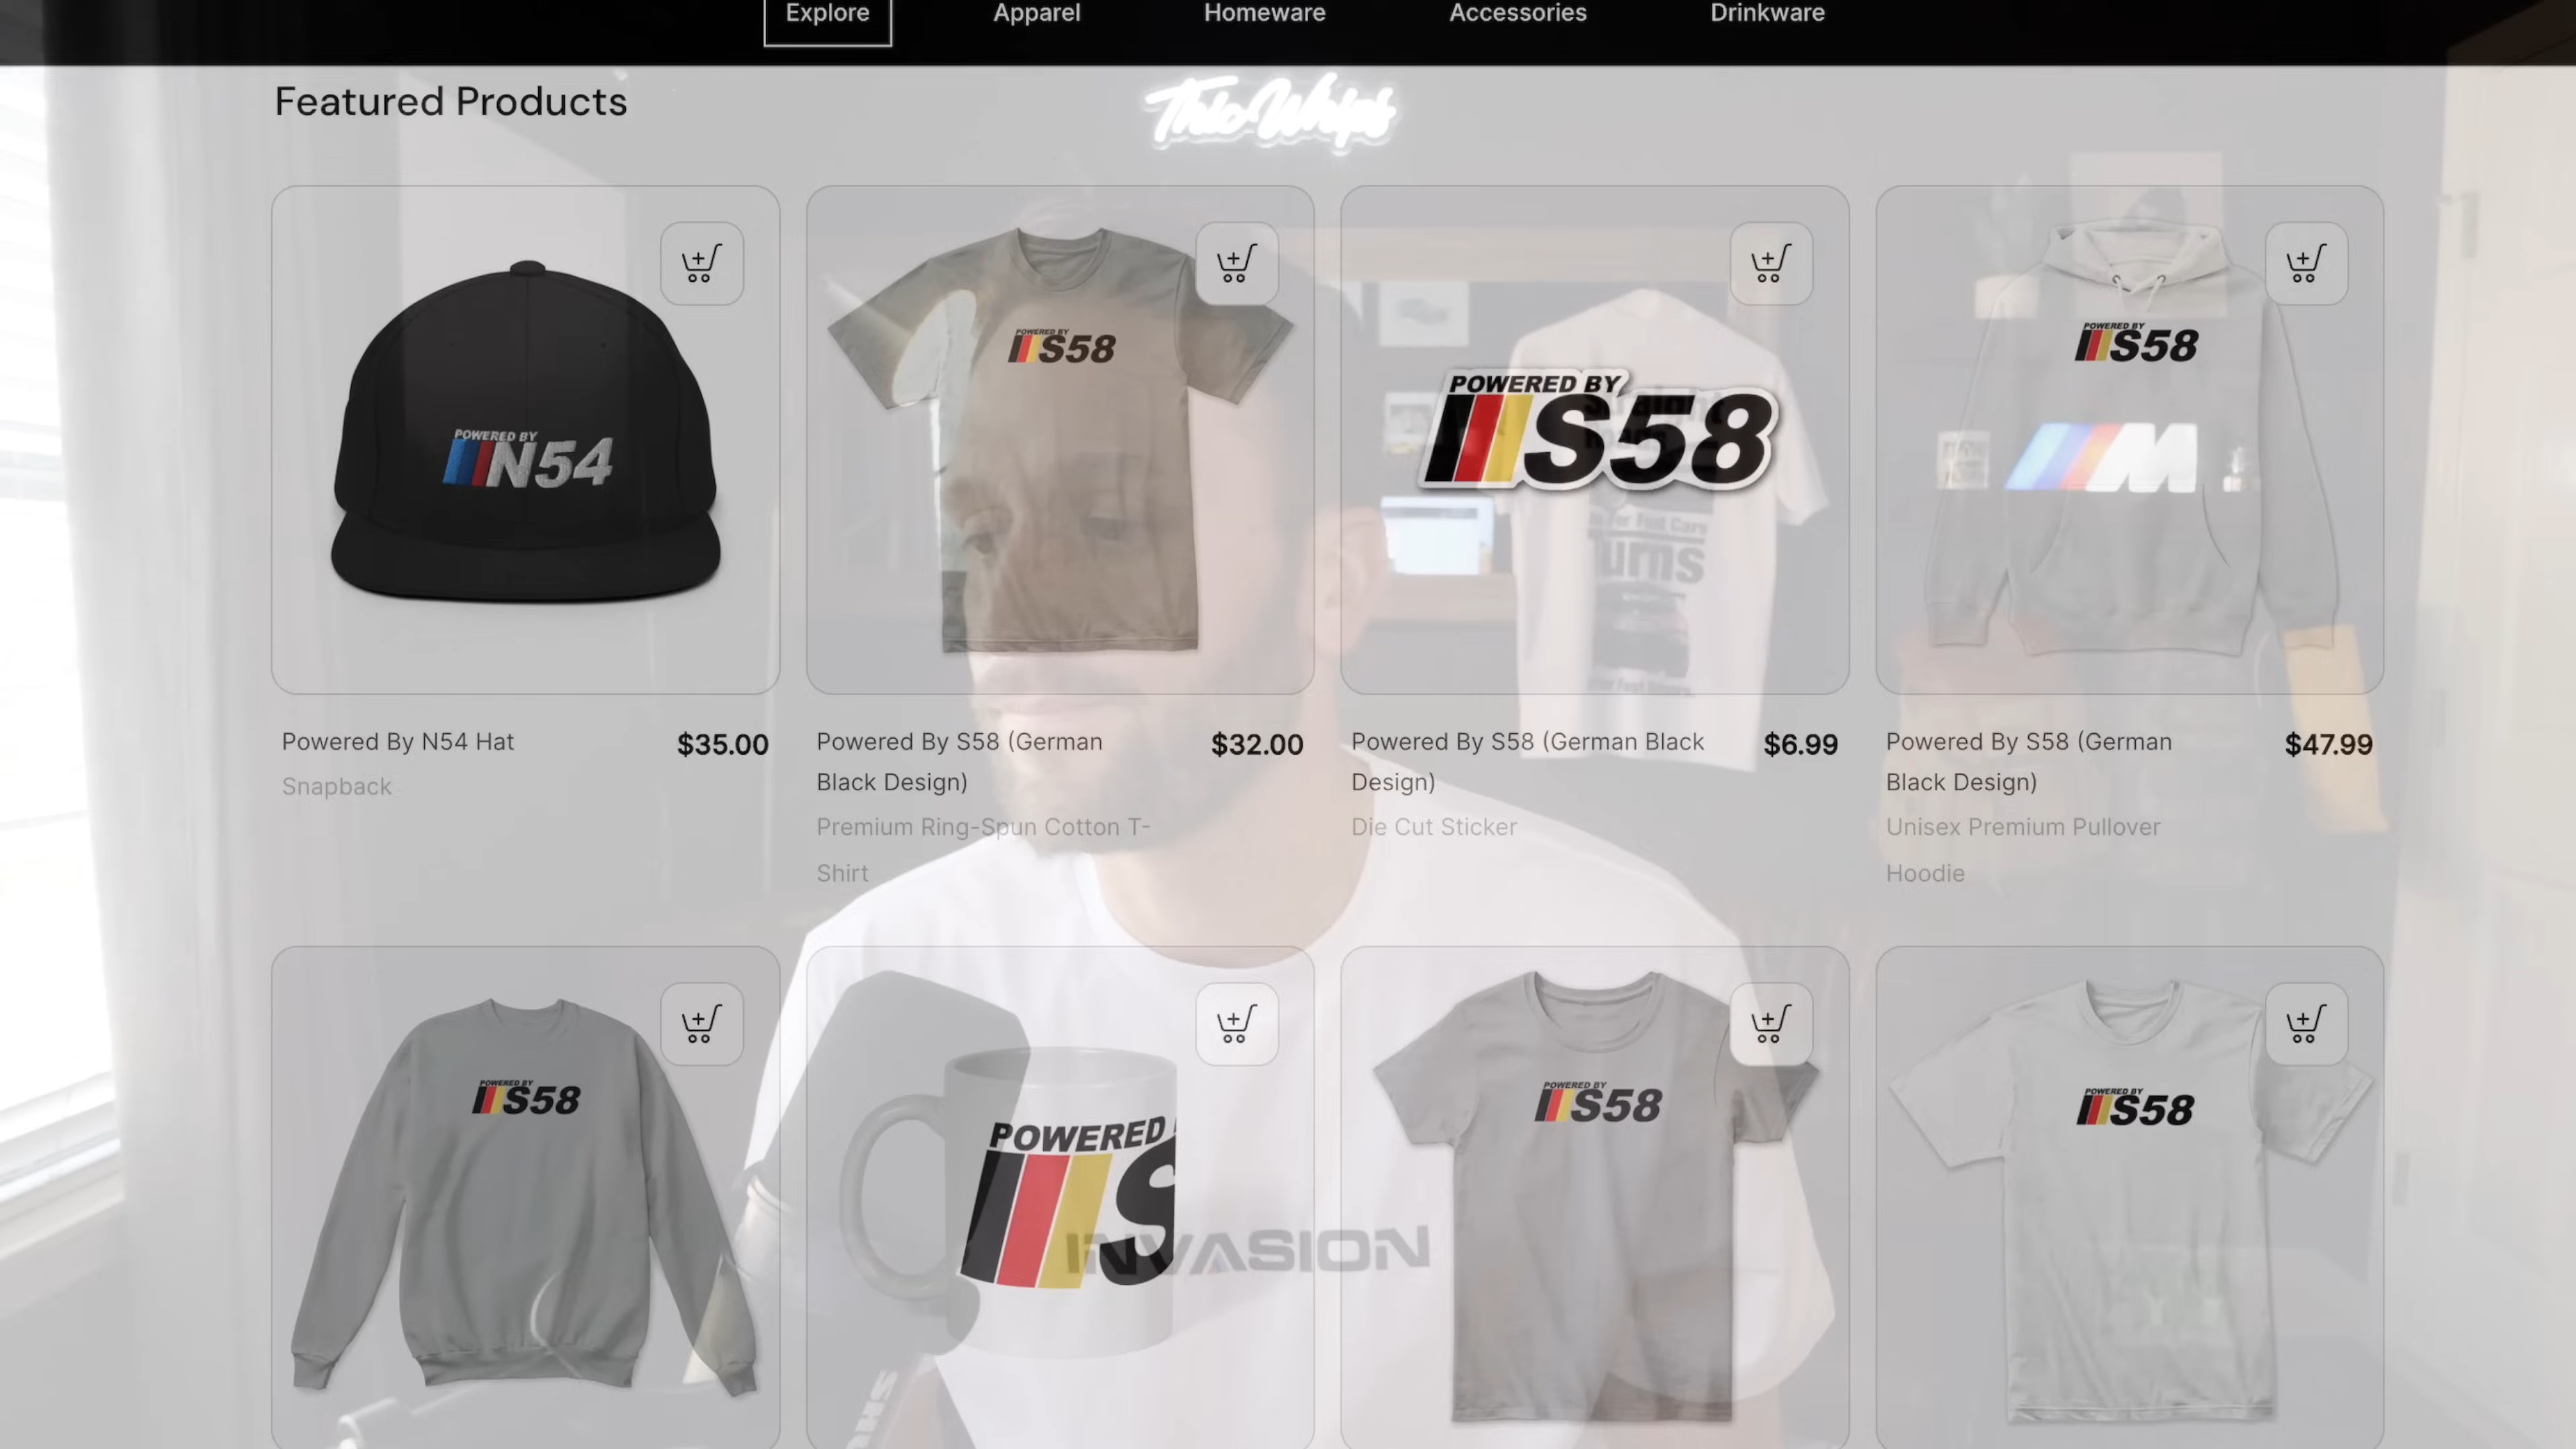 Explore
Apparel
Homeware
Accessories
Drinkware
Featured Products
ThioWhips
POWERED BY
N54
POWERED BY
S58
POWERED BY
S58
POWERED BY
S58
M
Powered By N54 Hat
$35.00
Snapback
Powered By S58 (German
Black Design)
$32.00
Premium Ring-Spun Cotton T-
Shirt
Powered By S58 (German Black
Design)
$6.99
Die Cut Sticker
Powered By S58 (German
Black Design)
$47.99
Unisex Premium Pullover
Hoodie
POWERED BY
S58
POWERED
S
INVASION
POWERED BY
S58
POWERED BY
S58